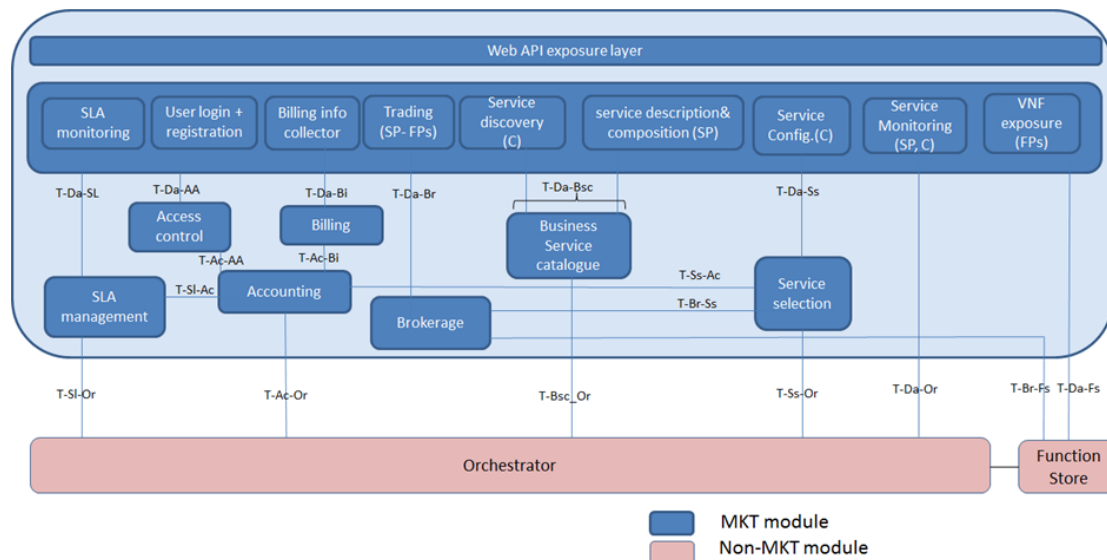 Web API exposure layer
SLA
monitoring
User login +
registration
Billing info
collector
Trading
(SP- FPs)
Service
discovery
(C)
service description&
composition (SP)
Service
Config.(C)
Service
Monitoring
(SP, C)
VNF
exposure
(FPs)
T-Da-SL
T-Da-AA
T-Da-Bi
T-Da-Br
T-Da-Bsc
T-Da-Ss
Access
control
Billing
Business
Service
catalogue
T-Ac-AA
T-Ac-Bi
T-Sl-Ac
T-Ss-Ac
T-Br-Ss
SLA
management
Accounting
Brokerage
Service
selection
T-Sl-Or
T-Ac-Or
T-Bsc_Or
T-Ss-Or
T-Da-Or
T-Br-Fs
T-Da-Fs
Orchestrator
Function
Store
MKT module
Non-MKT module